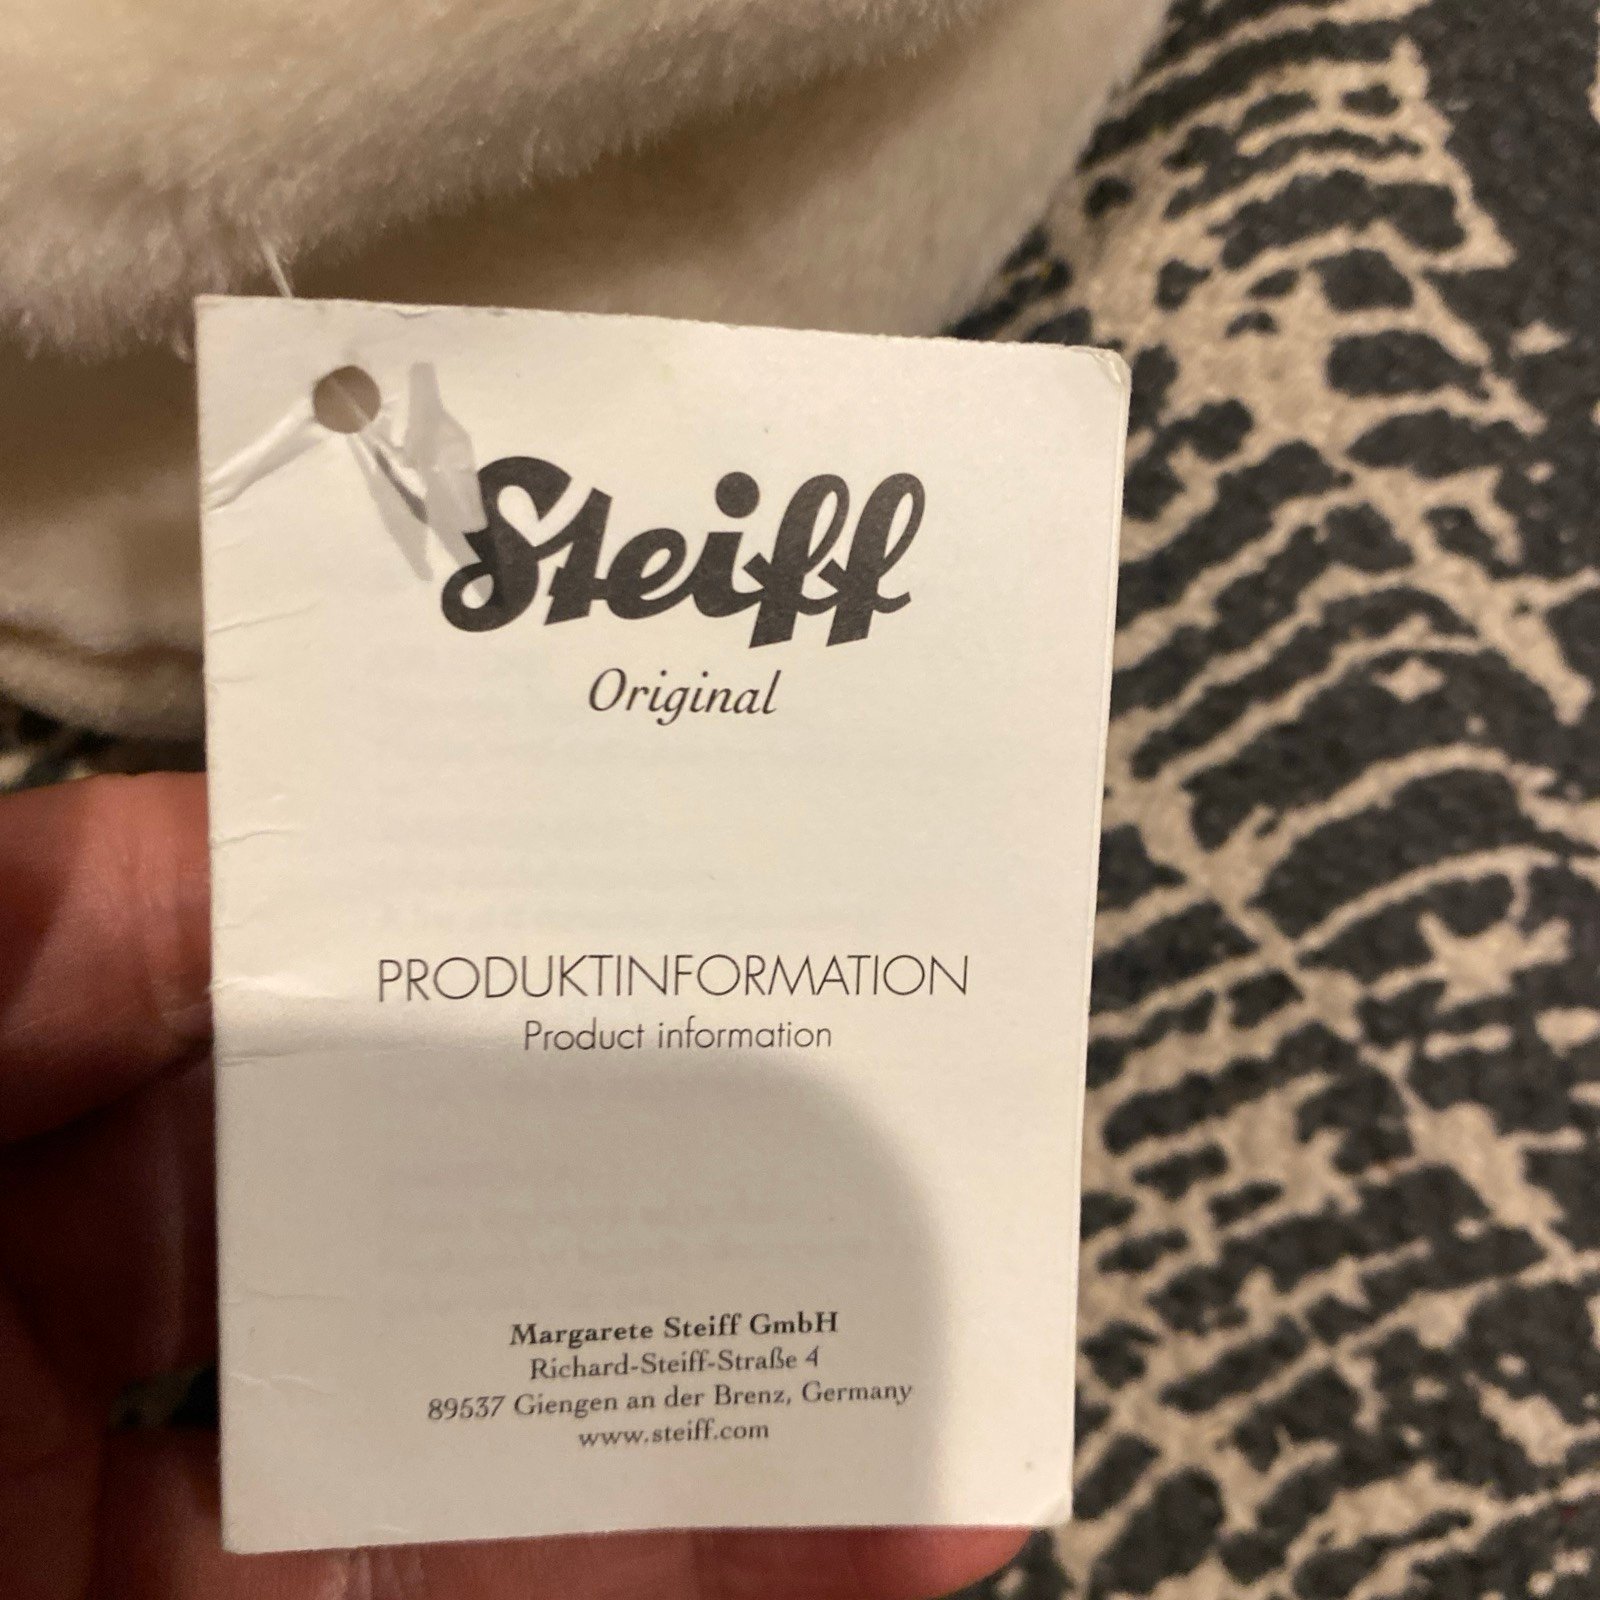 Steiff
Original
PRODUKTINFORMATION
Product information
Margarete Steiff GmbH
Richard-Steiff-Straße 4
89537 Giengen an der Brenz, Germany
www.steiff.com